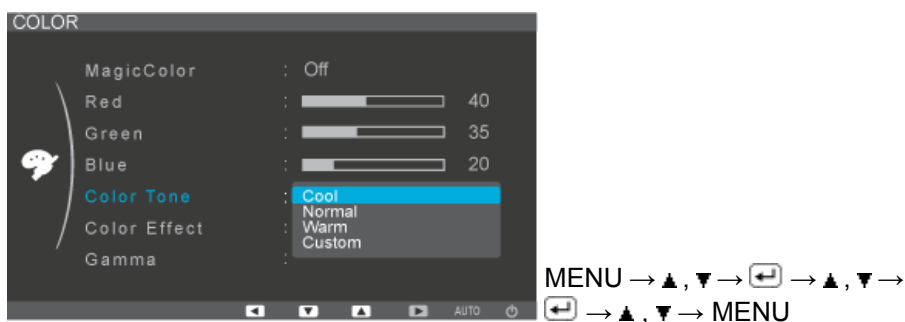 COLOR
MagicColor : Off
Red : 40
Green : 35
Blue : 20
Color Tone : Cool
Normal
Color Effect : Warm
Custom
Gamma :
AUTO
MENU → ▲ , ▼ → ↵ → ▲ , ▼ →
↵ → ▲ , ▼ → MENU